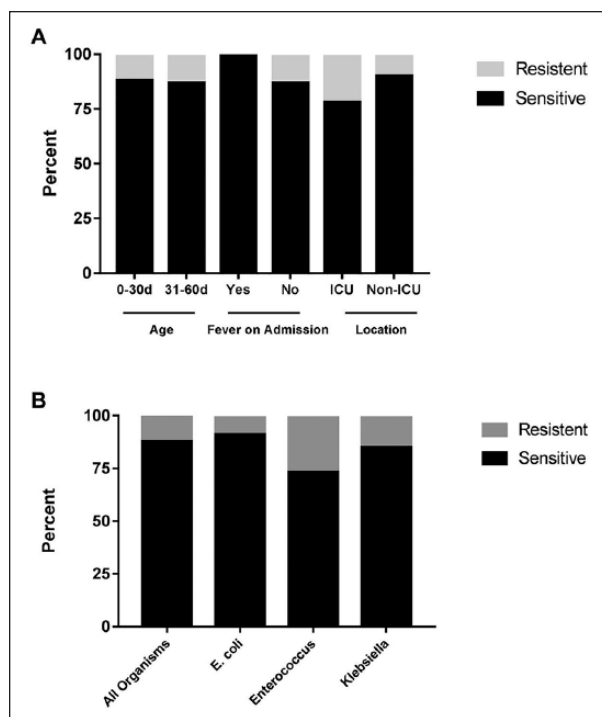 A
100
75
50
25
0
Percent
Resistent
Sensitive
0-30d 31-60d Yes No ICU Non-ICU
Age Fever on Admission Location
B
100
75
50
25
0
Percent
Resistent
Sensitive
All Organisms
E. coli
Enterococcus
Klebsiella